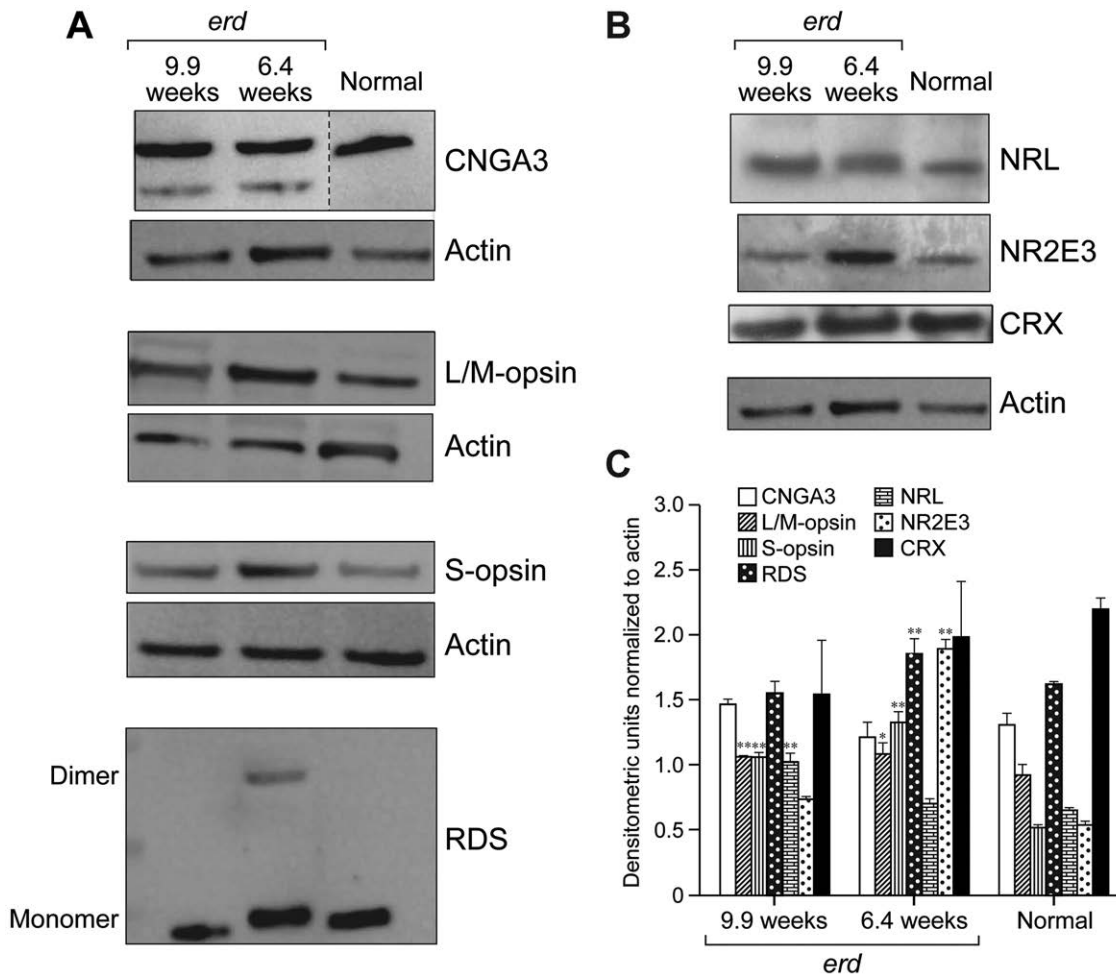 A
erd
9.9 weeks
6.4 weeks
Normal
CNGA3
Actin
L/M-opsin
Actin
S-opsin
Actin
Dimer
RDS
Monomer
B
erd
9.9 weeks
6.4 weeks
Normal
NRL
NR2E3
CRX
Actin
C
CNGA3
L/M-opsin
S-opsin
RDS
NRL
NR2E3
CRX
Densitometric units normalized to actin
3.0
2.5
2.0
1.5
1.0
0.5
0
****
**
*
**
**
**
9.9 weeks
6.4 weeks
Normal
erd